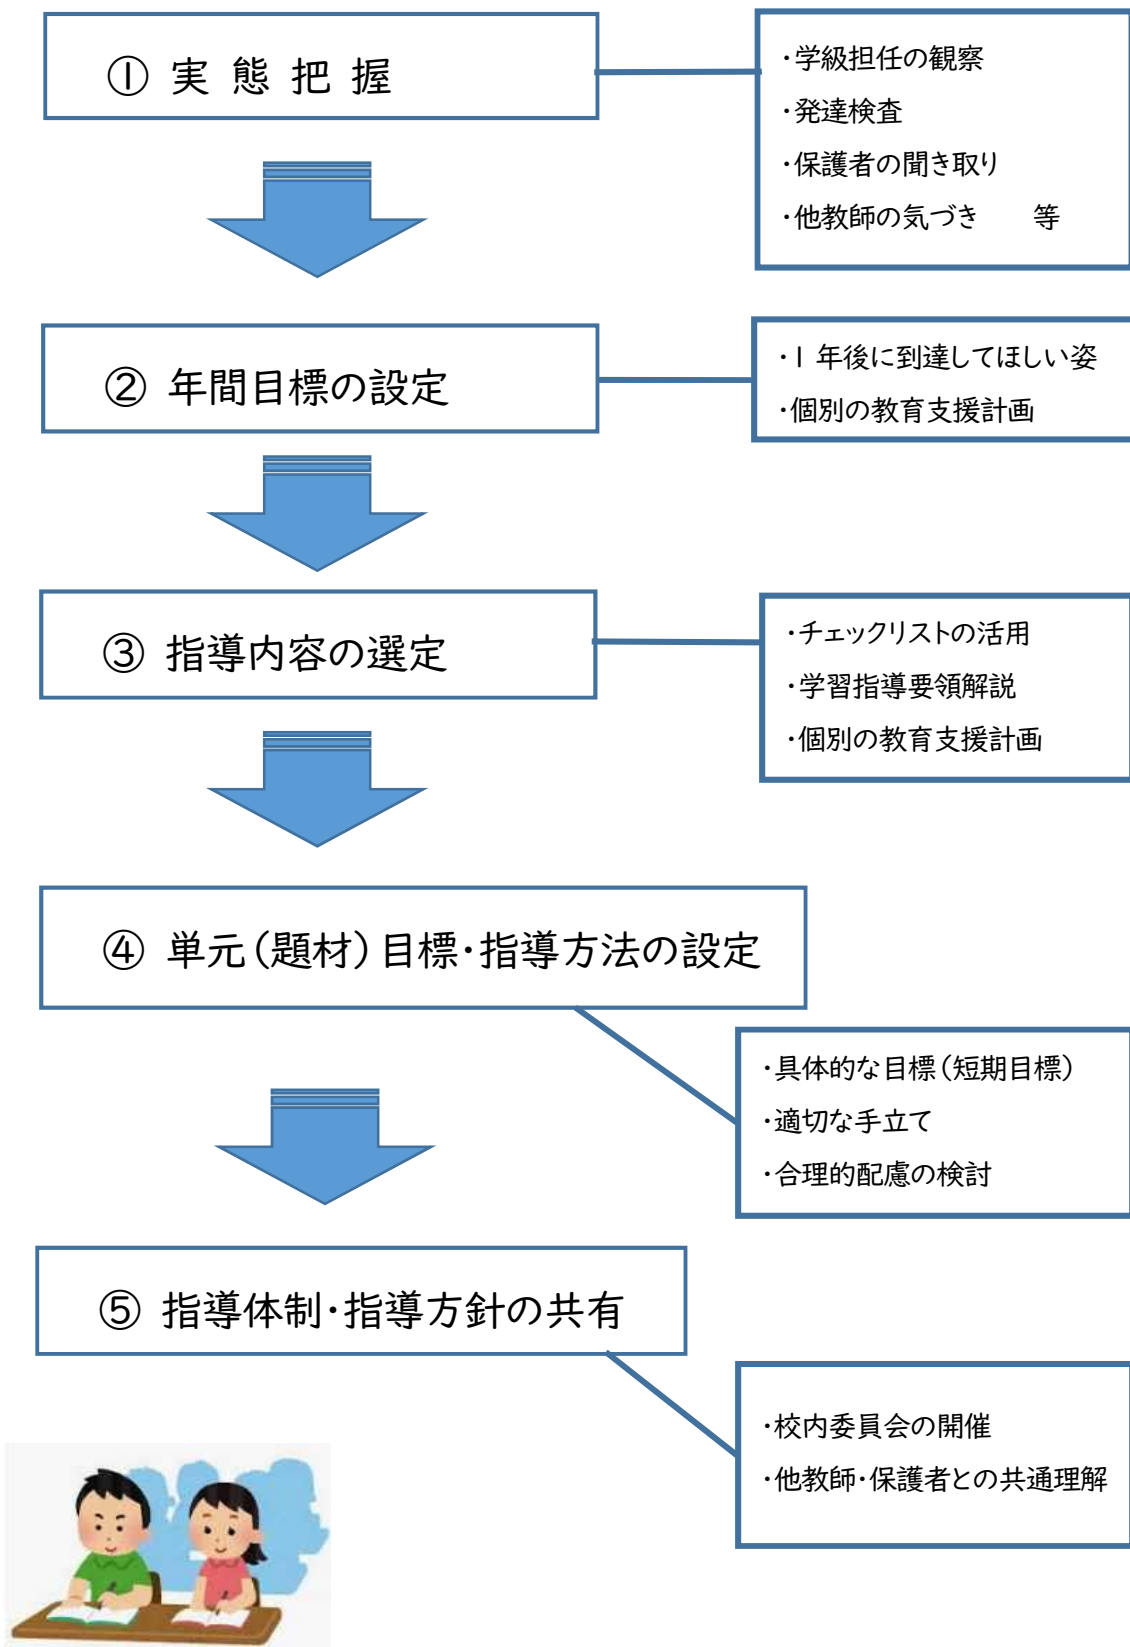 ① 実 態 把 握
・学級担任の観察
・発達検査
・保護者の聞き取り
・他教師の気づき　　等
② 年間目標の設定
・1 年後に到達してほしい姿
・個別の教育支援計画
③ 指導内容の選定
・チェックリストの活用
・学習指導要領解説
・個別の教育支援計画
④ 単元(題材)目標・指導方法の設定
・具体的な目標(短期目標)
・適切な手立て
・合理的配慮の検討
⑤ 指導体制・指導方針の共有
・校内委員会の開催
・他教師・保護者との共通理解